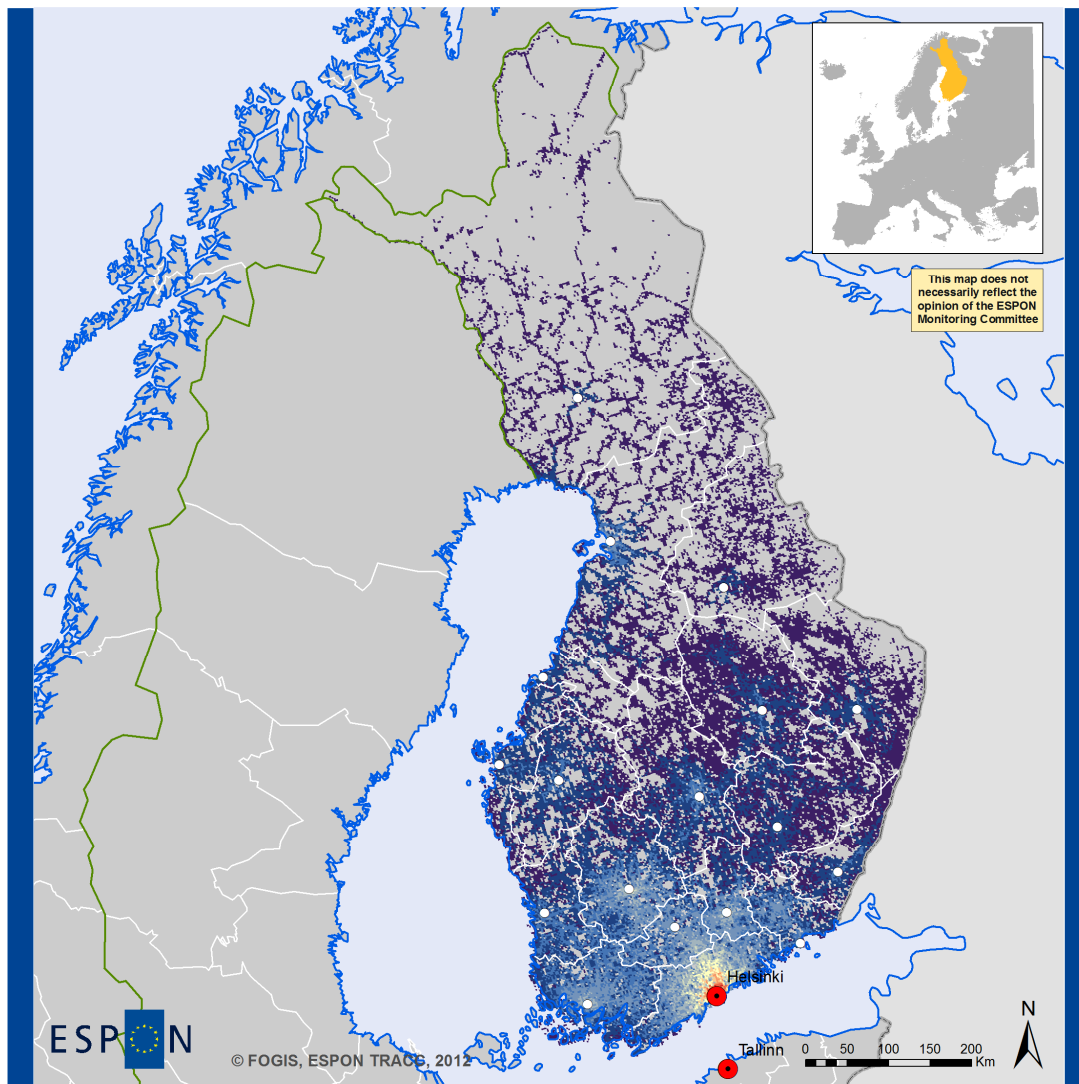 This map does not
necessarily reflect the
opinion of the ESPON
Monitoring Committee
Helsinki
Tallinn
ESPON
© FOGIS, ESPON TRACC, 2012
N
0 50 100 150 200
Km